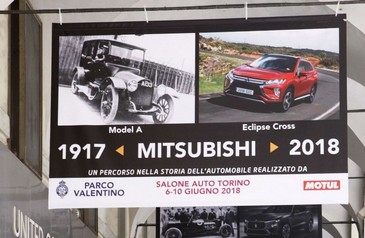 Model A
Eclipse Cross
1917 MITSUBISHI 2018
UN PERCORSO NELLA STORIA DELL'AUTOMOBILE REALIZZATO DA
PARCO VALENTINO
SALONE AUTO TORINO
6-10 GIUGNO 2018
MOTUL
UNITED